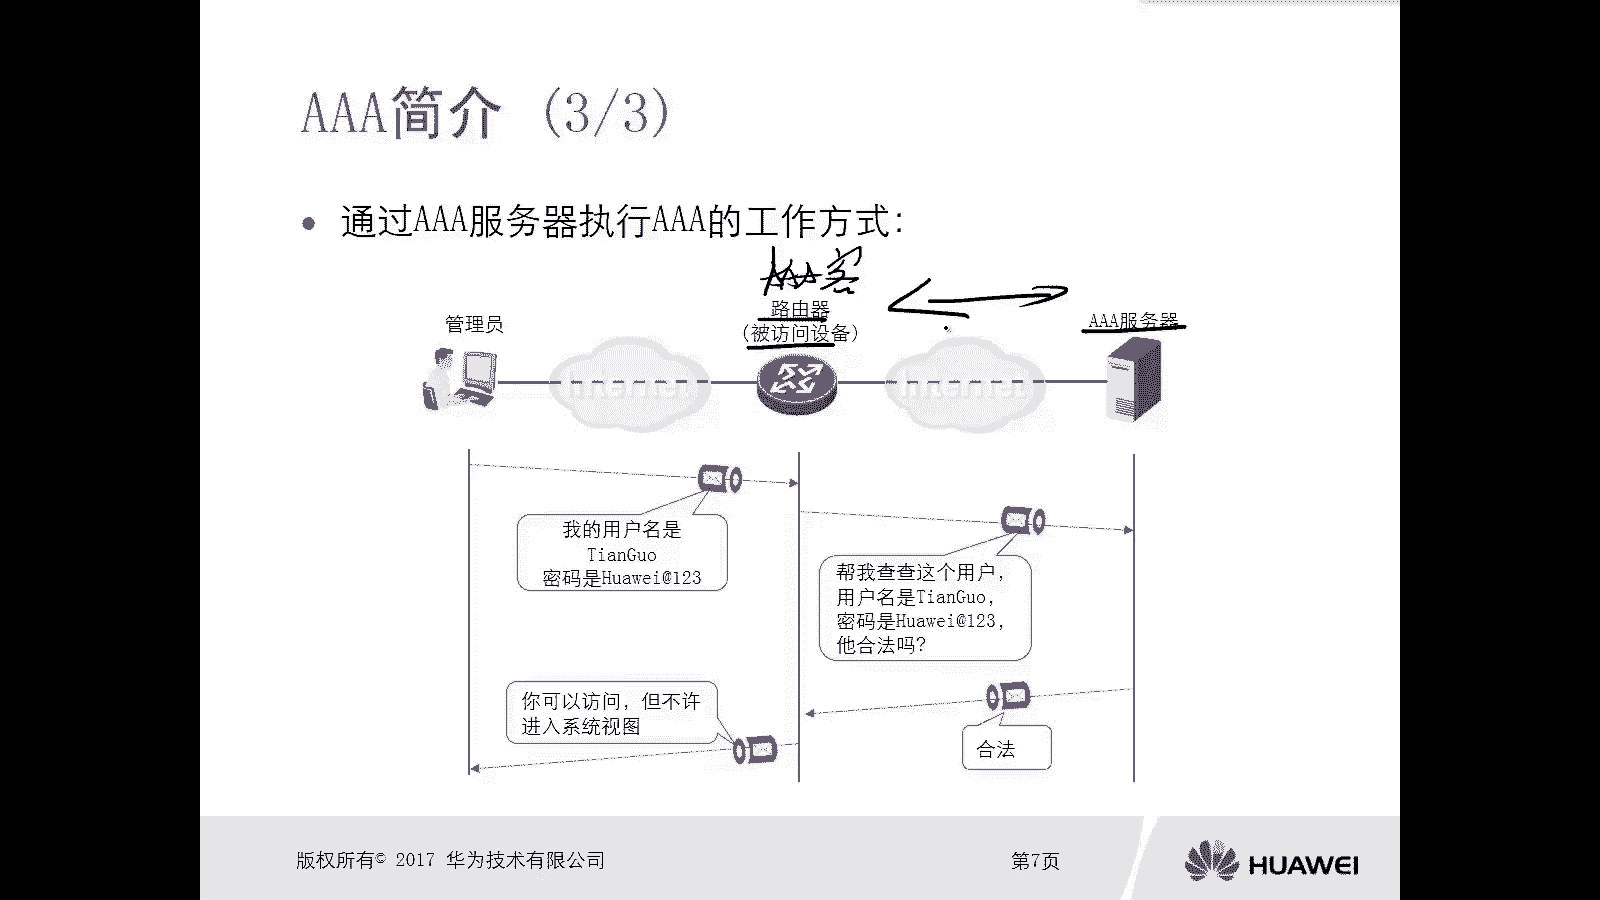 AAA简介 (3/3)
• 通过AAA服务器执行AAA的工作方式:
AAA客
管理员
路由器
(被访问设备)
AAA服务器
Internet
Internet
我的用户名是
TianGuo
密码是Huawei@123
帮我查查这个用户,
用户名是TianGuo,
密码是Huawei@123,
他合法吗?
你可以访问, 但不许
进入系统视图
合法
版权所有© 2017 华为技术有限公司
第7页
HUAWEI